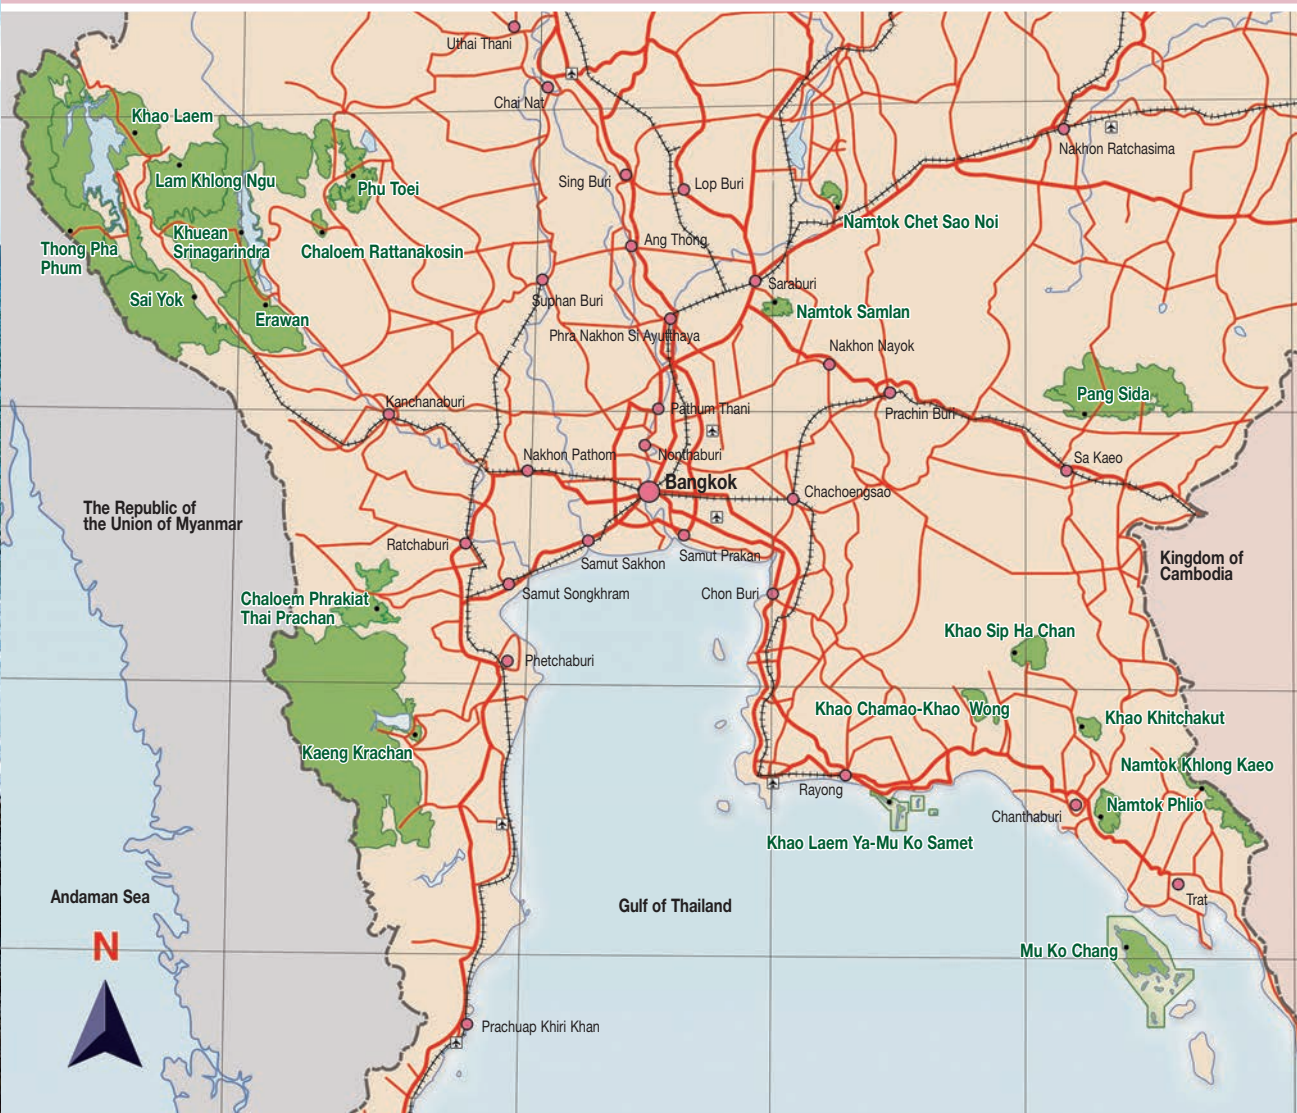 Uthai Thani
Chai Nat
Khao Laem
Nakhon Ratchasima
Lam Khlong Ngu
Phu Toei
Sing Buri
Lop Buri
Namtok Chet Sao Noi
Thong Pha
Phum
Khuean
Srinagarindra
Chaloem Rattanakosin
Ang Thong
Saraburi
Sai Yok
Erawan
Suphan Buri
Namtok Samlan
Phra Nakhon Si Ayutthaya
Nakhon Nayok
Pang Sida
Kanchanaburi
Pathum Thani
Prachin Buri
Nakhon Pathom
Nonthaburi
Sa Kaeo
Bangkok
Chachoengsao
The Republic of
the Union of Myanmar
Ratchaburi
Samut Sakhon
Samut Prakan
Kingdom of
Cambodia
Chaloem Phrakiat
Thai Prachan
Samut Songkhram
Chon Buri
Khao Sip Ha Chan
Phetchaburi
Khao Chamao-Khao Wong
Khao Khitchakut
Kaeng Krachan
Namtok Khlong Kaeo
Rayong
Namtok Phlio
Chanthaburi
Khao Laem Ya-Mu Ko Samet
Andaman Sea
Gulf of Thailand
Trat
N
Mu Ko Chang
Prachuap Khiri Khan